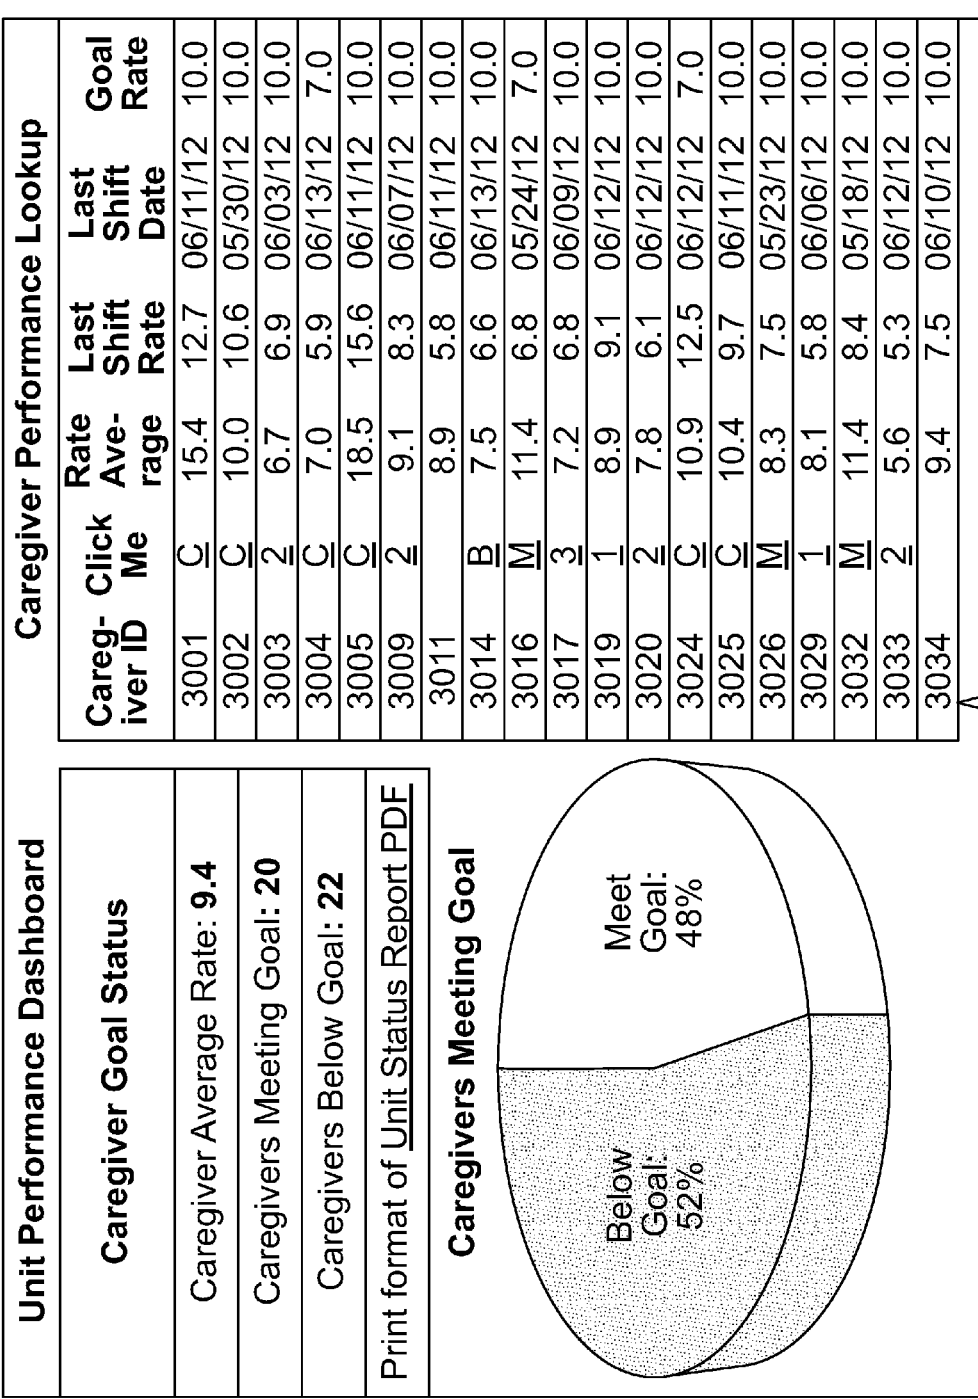 Unit Performance Dashboard
Caregiver Goal Status
Caregiver Average Rate: 9.4
Caregivers Meeting Goal: 20
Caregivers Below Goal: 22
Print format of Unit Status Report PDF
Caregivers Meeting Goal
Below
Goal:
52%
Meet
Goal:
48%
Caregiver Performance Lookup
Careg- Click Rate Last Last Goal
iver ID Me Ave- Shift Shift Rate
rage Rate Date
3001 C 15.4 12.7 06/11/12 10.0
3002 C 10.0 10.6 05/30/12 10.0
3003 2 6.7 6.9 06/03/12 10.0
3004 C 7.0 5.9 06/13/12 7.0
3005 C 18.5 15.6 06/11/12 10.0
3009 2 9.1 8.3 06/07/12 10.0
3011 8.9 5.8 06/11/12 10.0
3014 B 7.5 6.6 06/13/12 10.0
3016 M 11.4 6.8 05/24/12 7.0
3017 3 7.2 6.8 06/09/12 10.0
3019 1 8.9 9.1 06/12/12 10.0
3020 2 7.8 6.1 06/12/12 10.0
3024 C 10.9 12.5 06/12/12 7.0
3025 C 10.4 9.7 06/11/12 10.0
3026 M 8.3 7.5 05/23/12 10.0
3029 1 8.1 5.8 06/06/12 10.0
3032 M 11.4 8.4 05/18/12 10.0
3033 2 5.6 5.3 06/12/12 10.0
3034 9.4 7.5 06/10/12 10.0